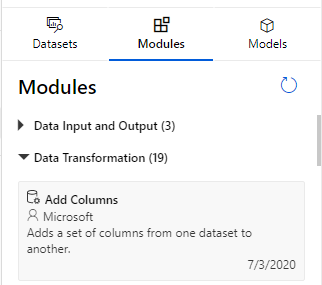 Datasets
Modules
Models
Modules
Data Input and Output (3)
Data Transformation (19)
Add Columns
Microsoft
Adds a set of columns from one dataset to
another.
7/3/2020